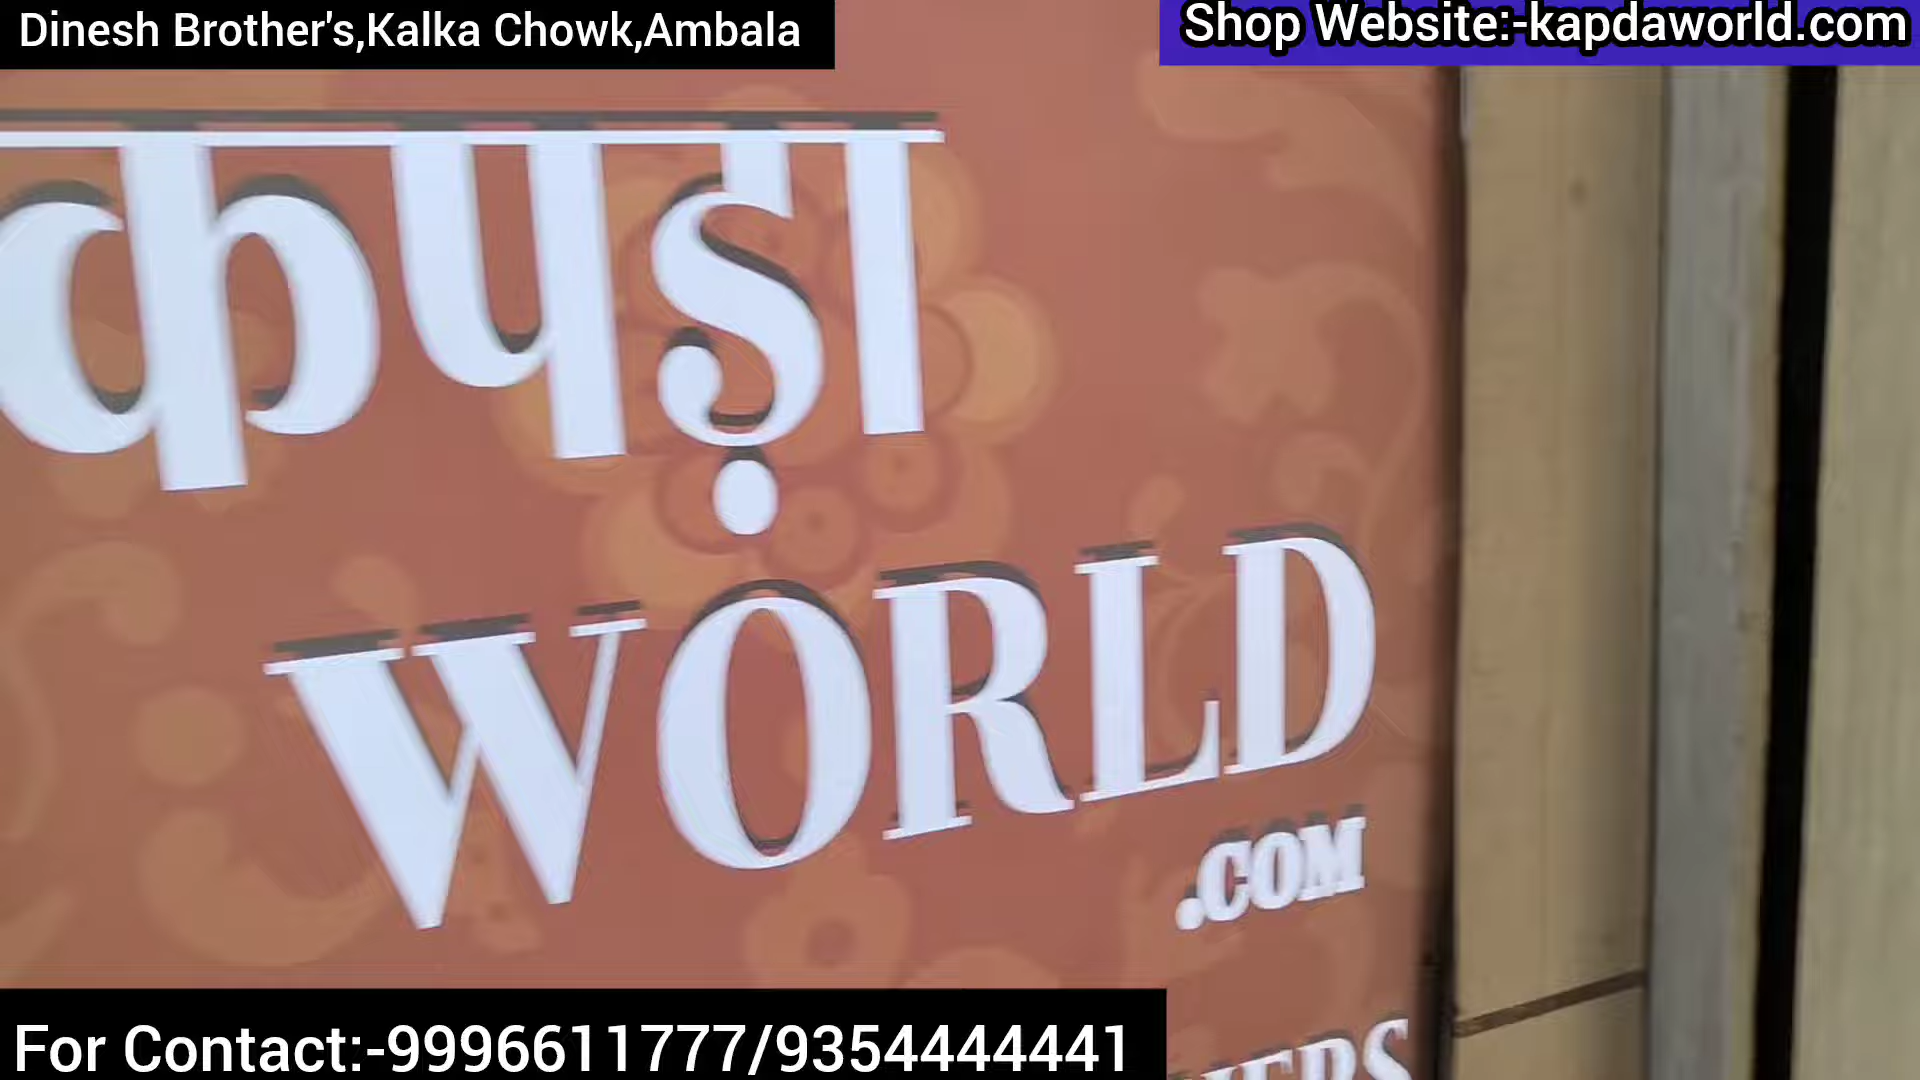 Dinesh Brother's,Kalka Chowk,Ambala
Shop Website:-kapdaworld.com
कपड़ा
WORLD
.COM
For Contact:-9996611777/9354444441